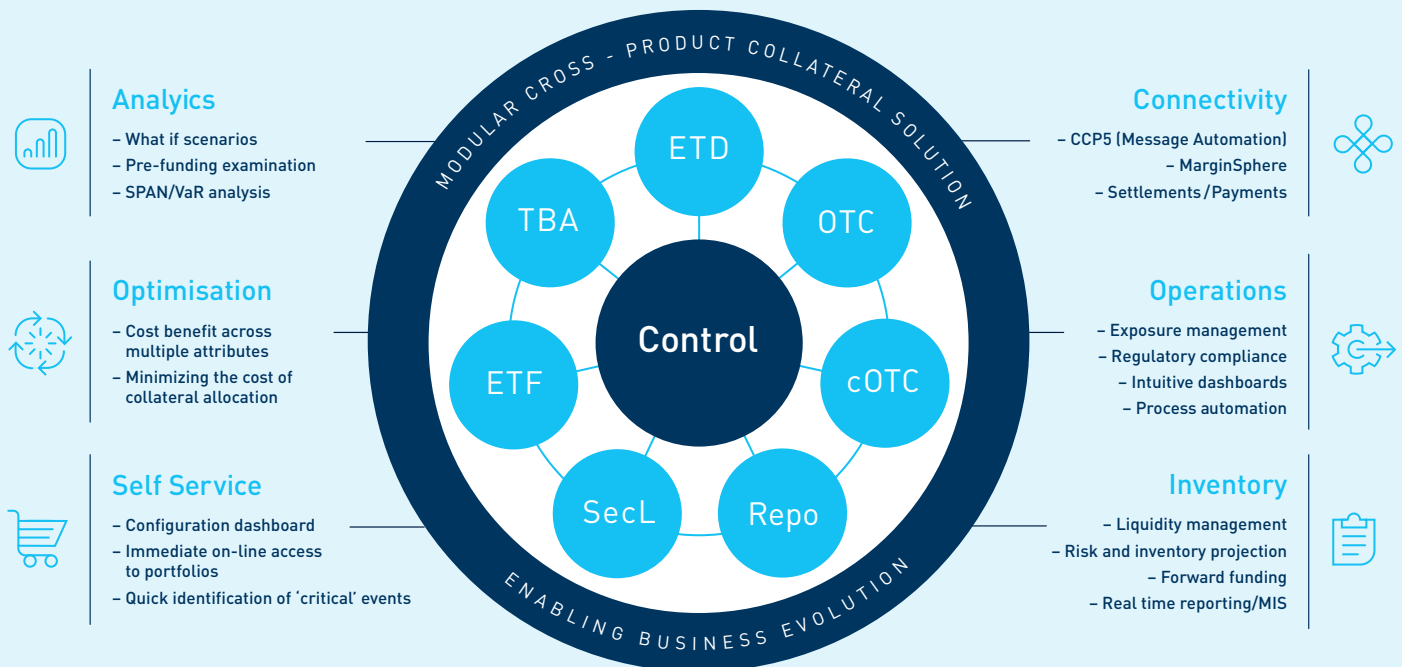 MODULAR CROSS - PRODUCT COLLATERAL SOLUTION
Analyics
– What if scenarios
– Pre-funding examination
– SPAN/VaR analysis
Optimisation
– Cost benefit across
multiple attributes
– Minimizing the cost of
collateral allocation
Self Service
– Configuration dashboard
– Immediate on-line access
to portfolios
– Quick identification of ‘critical’ events
ETD
TBA
OTC
Control
ETF
cOTC
SecL
Repo
Connectivity
– CCP5 (Message Automation)
– MarginSphere
– Settlements/Payments
Operations
– Exposure management
– Regulatory compliance
– Intuitive dashboards
– Process automation
Inventory
– Liquidity management
– Risk and inventory projection
– Forward funding
– Real time reporting/MIS
ENABLING BUSINESS EVOLUTION